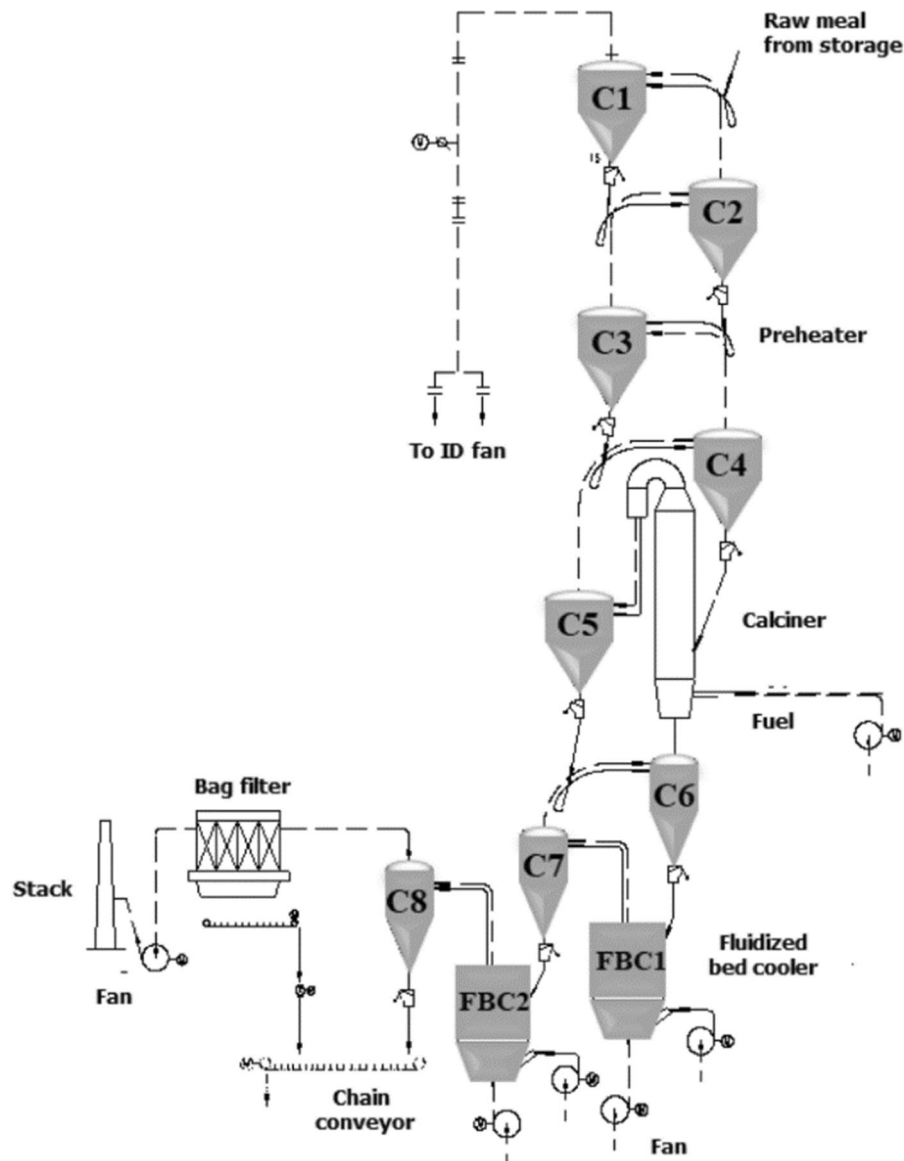 Raw meal
from storage
C1
C2
C3
Preheater
To ID fan
C4
C5
Calciner
Fuel
Bag filter
C6
C7
Stack
C8
FBC1
Fluidized
bed cooler
FBC2
Fan
Chain
conveyor
Fan